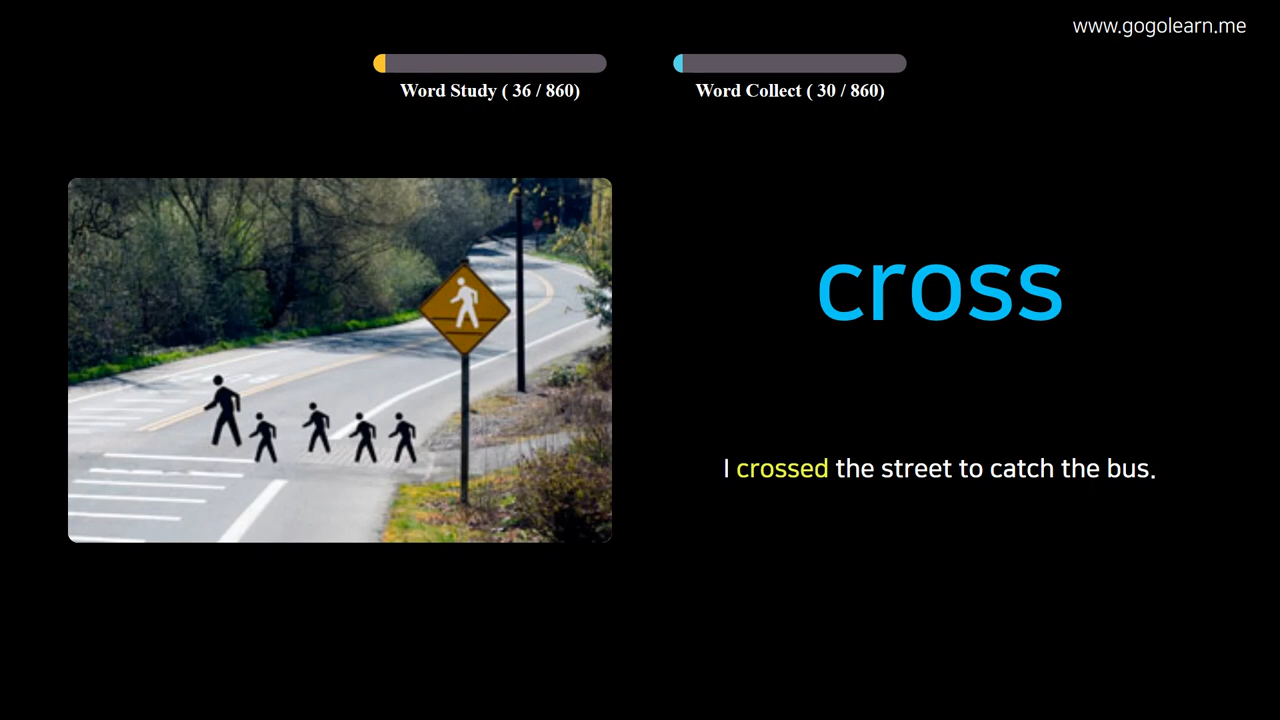 www.gogolearn.me
Word Study ( 36 / 860)
Word Collect ( 30 / 860)
cross
I crossed the street to catch the bus.